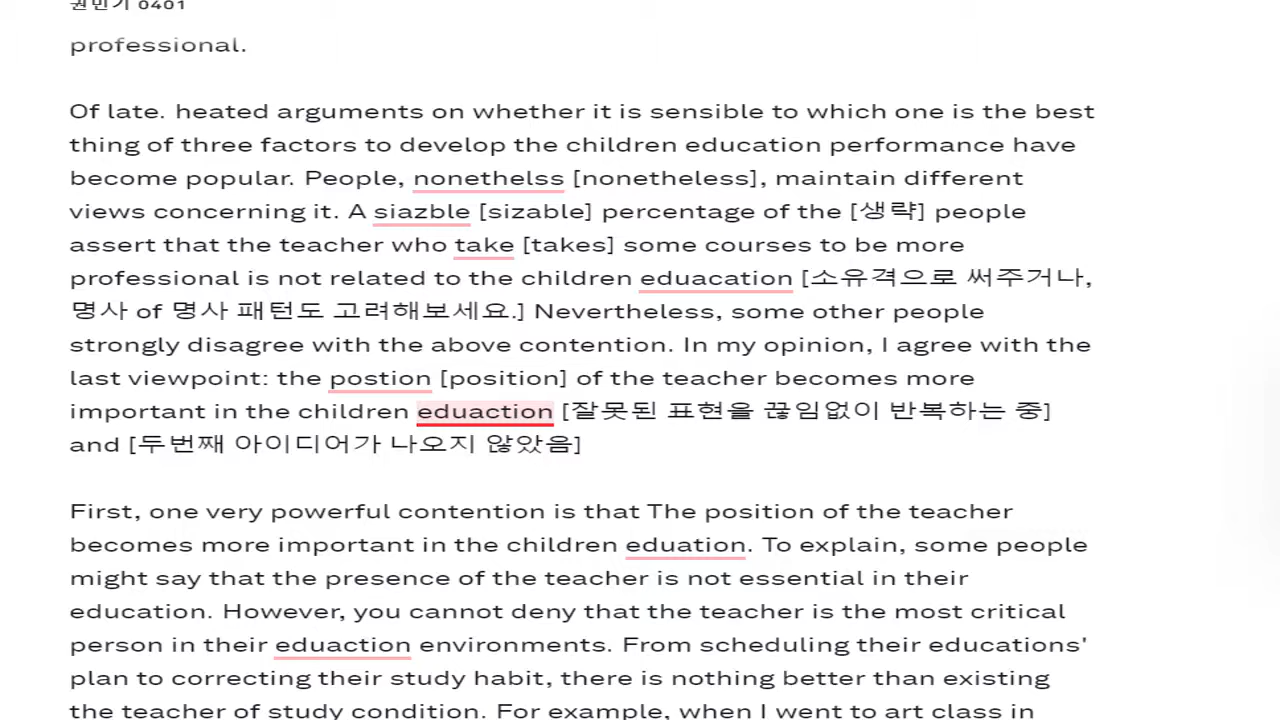 권민기 0401
professional.
Of late. heated arguments on whether it is sensible to which one is the best
thing of three factors to develop the children education performance have
become popular. People, nonethelss [nonetheless], maintain different
views concerning it. A siazble [sizable] percentage of the [생략] people
assert that the teacher who take [takes] some courses to be more
professional is not related to the children eduacation [소유격으로 써주거나,
명사 of 명사 패턴도 고려해보세요.] Nevertheless, some other people
strongly disagree with the above contention. In my opinion, I agree with the
last viewpoint: the postion [position] of the teacher becomes more
important in the children eduaction [잘못된 표현을 끊임없이 반복하는 중]
and [두번째 아이디어가 나오지 않았음]
First, one very powerful contention is that The position of the teacher
becomes more important in the children eduation. To explain, some people
might say that the presence of the teacher is not essential in their
education. However, you cannot deny that the teacher is the most critical
person in their eduaction environments. From scheduling their educations'
plan to correcting their study habit, there is nothing better than existing
the teacher of study condition. For example, when I went to art class in